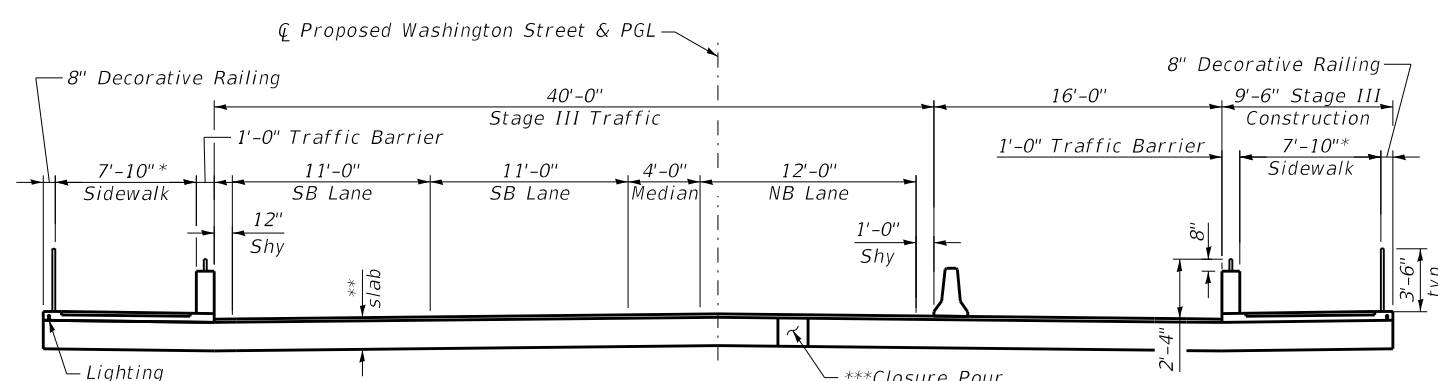 ℄ Proposed Washington Street & PGL
8" Decorative Railing
8" Decorative Railing
40'-0"
Stage III Traffic
16'-0"
9'-6" Stage III
Construction
1'-0" Traffic Barrier
1'-0" Traffic Barrier
7'-10"*
Sidewalk
11'-0"
SB Lane
11'-0"
SB Lane
4'-0"
Median
12'-0"
NB Lane
7'-10"*
Sidewalk
12"
Shy
1'-0"
Shy
8"
**
slab
3'-6"
typ
2'-4"
Lighting
***Closure Pour